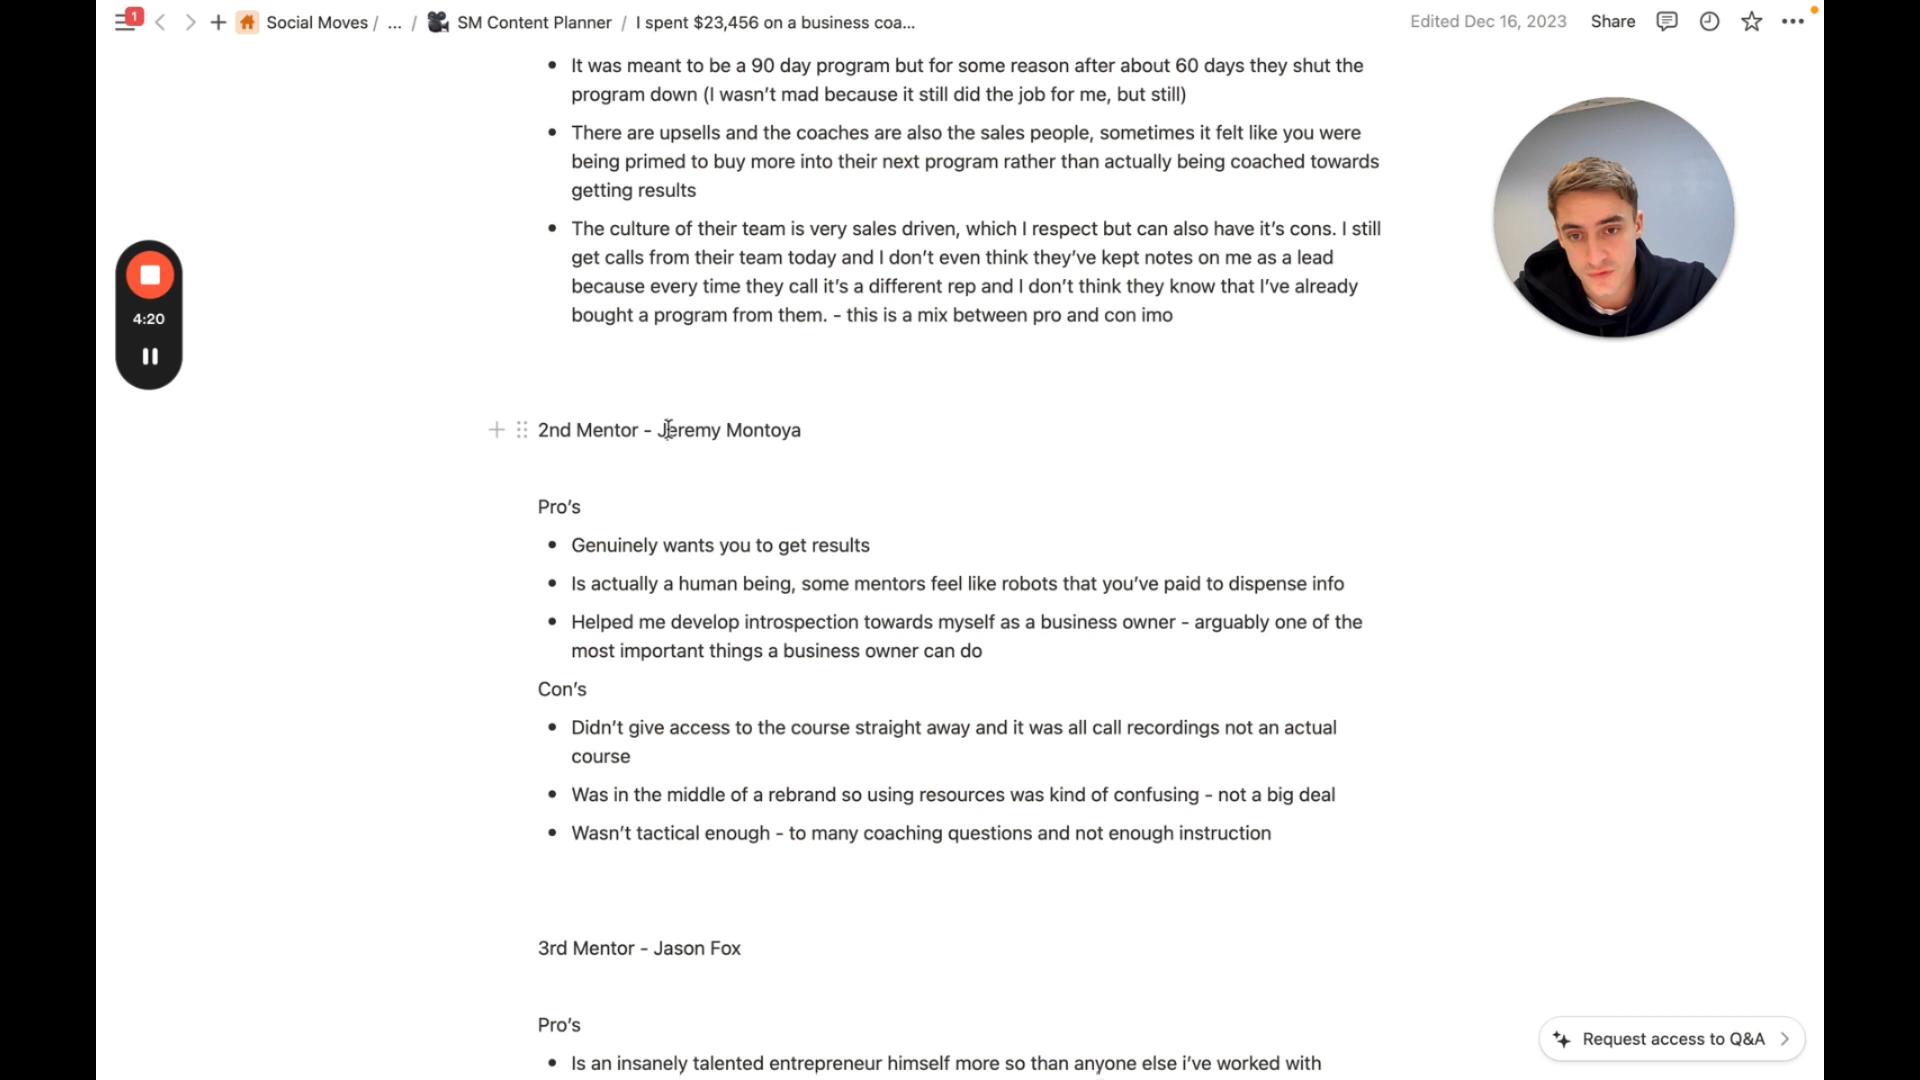 1
Social Moves / ... / SM Content Planner / I spent $23,456 on a business coa...
Edited Dec 16, 2023 Share
It was meant to be a 90 day program but for some reason after about 60 days they shut the
program down (I wasn't mad because it still did the job for me, but still)
There are upsells and the coaches are also the sales people, sometimes it felt like you were
being primed to buy more into their next program rather than actually being coached towards
getting results
The culture of their team is very sales driven, which I respect but can also have it's cons. I still
get calls from their team today and I don't even think they've kept notes on me as a lead
because every time they call it's a different rep and I don't think they know that I've already
bought a program from them. - this is a mix between pro and con imo
4:20
2nd Mentor - Jeremy Montoya
Pro's
Genuinely wants you to get results
Is actually a human being, some mentors feel like robots that you've paid to dispense info
Helped me develop introspection towards myself as a business owner - arguably one of the
most important things a business owner can do
Con's
Didn't give access to the course straight away and it was all call recordings not an actual
course
Was in the middle of a rebrand so using resources was kind of confusing - not a big deal
Wasn't tactical enough - to many coaching questions and not enough instruction
3rd Mentor - Jason Fox
Pro's
Is an insanely talented entrepreneur himself more so than anyone else i've worked with
Request access to Q&A